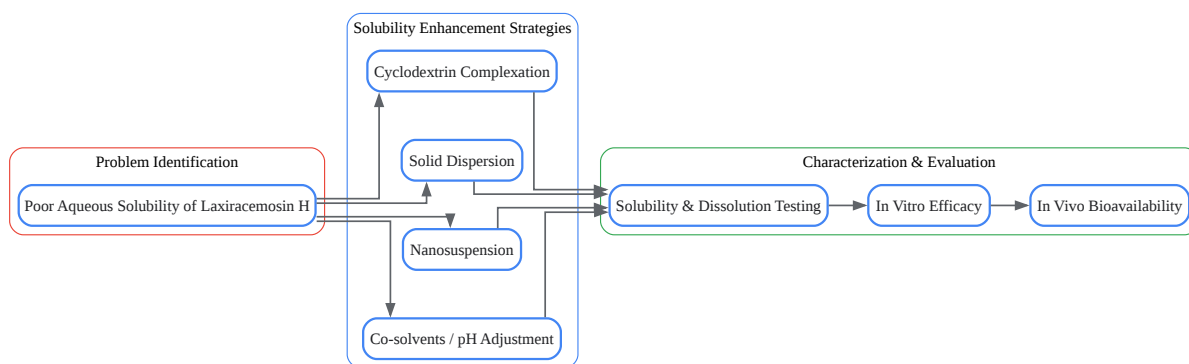 Problem Identification
Poor Aqueous Solubility of Laxiracemosin H
Solubility Enhancement Strategies
Cyclodextrin Complexation
Solid Dispersion
Nanosuspension
Co-solvents / pH Adjustment
Characterization & Evaluation
Solubility & Dissolution Testing
In Vitro Efficacy
In Vivo Bioavailability